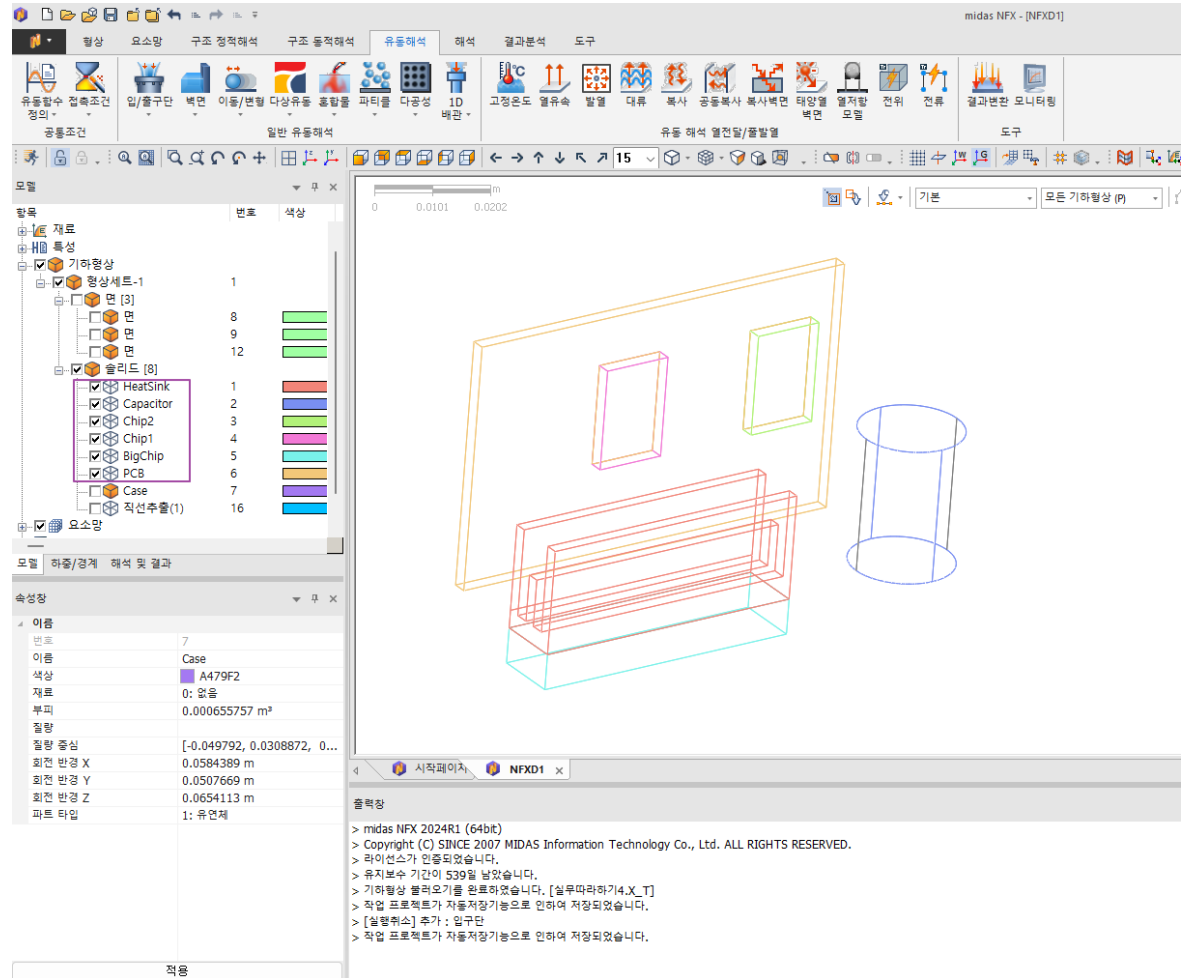 midas NFX - [NFXD1]
형상 요소망 구조 정적해석 구조 동적해석 유동해석 해석 결과분석 도구
유동함수 정의 접촉조건 입/출구단 벽면 이동/변형 다상유동 혼합물 파티클 다공성 1D 배관 고정온도 열유속 발열 대류 복사 공동복사 복사벽면 태양열 벽면 열저항 모델 전위 전류 결과변환 모니터링
공통조건 일반 유동해석 유동 해석 열전달/줄발열 도구
15
모델
항목 번호 색상
재료
특성
기하형상
형상세트-1 1
면 [3]
면 8
면 9
면 12
솔리드 [8]
HeatSink 1
Capacitor 2
Chip2 3
Chip1 4
BigChip 5
PCB 6
Case 7
직선추출(1) 16
요소망
모델 하중/경계 해석 및 결과
속성창
이름
번호 7
이름 Case
색상 A479F2
재료 0: 없음
부피 0.000655757 m³
질량
질량 중심 [-0.049792, 0.0308872, 0...
회전 반경 X 0.0584389 m
회전 반경 Y 0.0507669 m
회전 반경 Z 0.0654113 m
파트 타입 1: 유연체
적용
m
0 0.0101 0.0202
기본 모든 기하형상 (P)
시작페이지 NFXD1
출력창
> midas NFX 2024R1 (64bit)
> Copyright (C) SINCE 2007 MIDAS Information Technology Co., Ltd. ALL RIGHTS RESERVED.
> 라이선스가 인증되었습니다.
> 유지보수 기간이 539일 남았습니다.
> 기하형상 불러오기를 완료하였습니다. [실무따라하기4.X_T]
> 작업 프로젝트가 자동저장기능으로 인하여 저장되었습니다.
> [실행취소] 추가 : 입구단
> 작업 프로젝트가 자동저장기능으로 인하여 저장되었습니다.